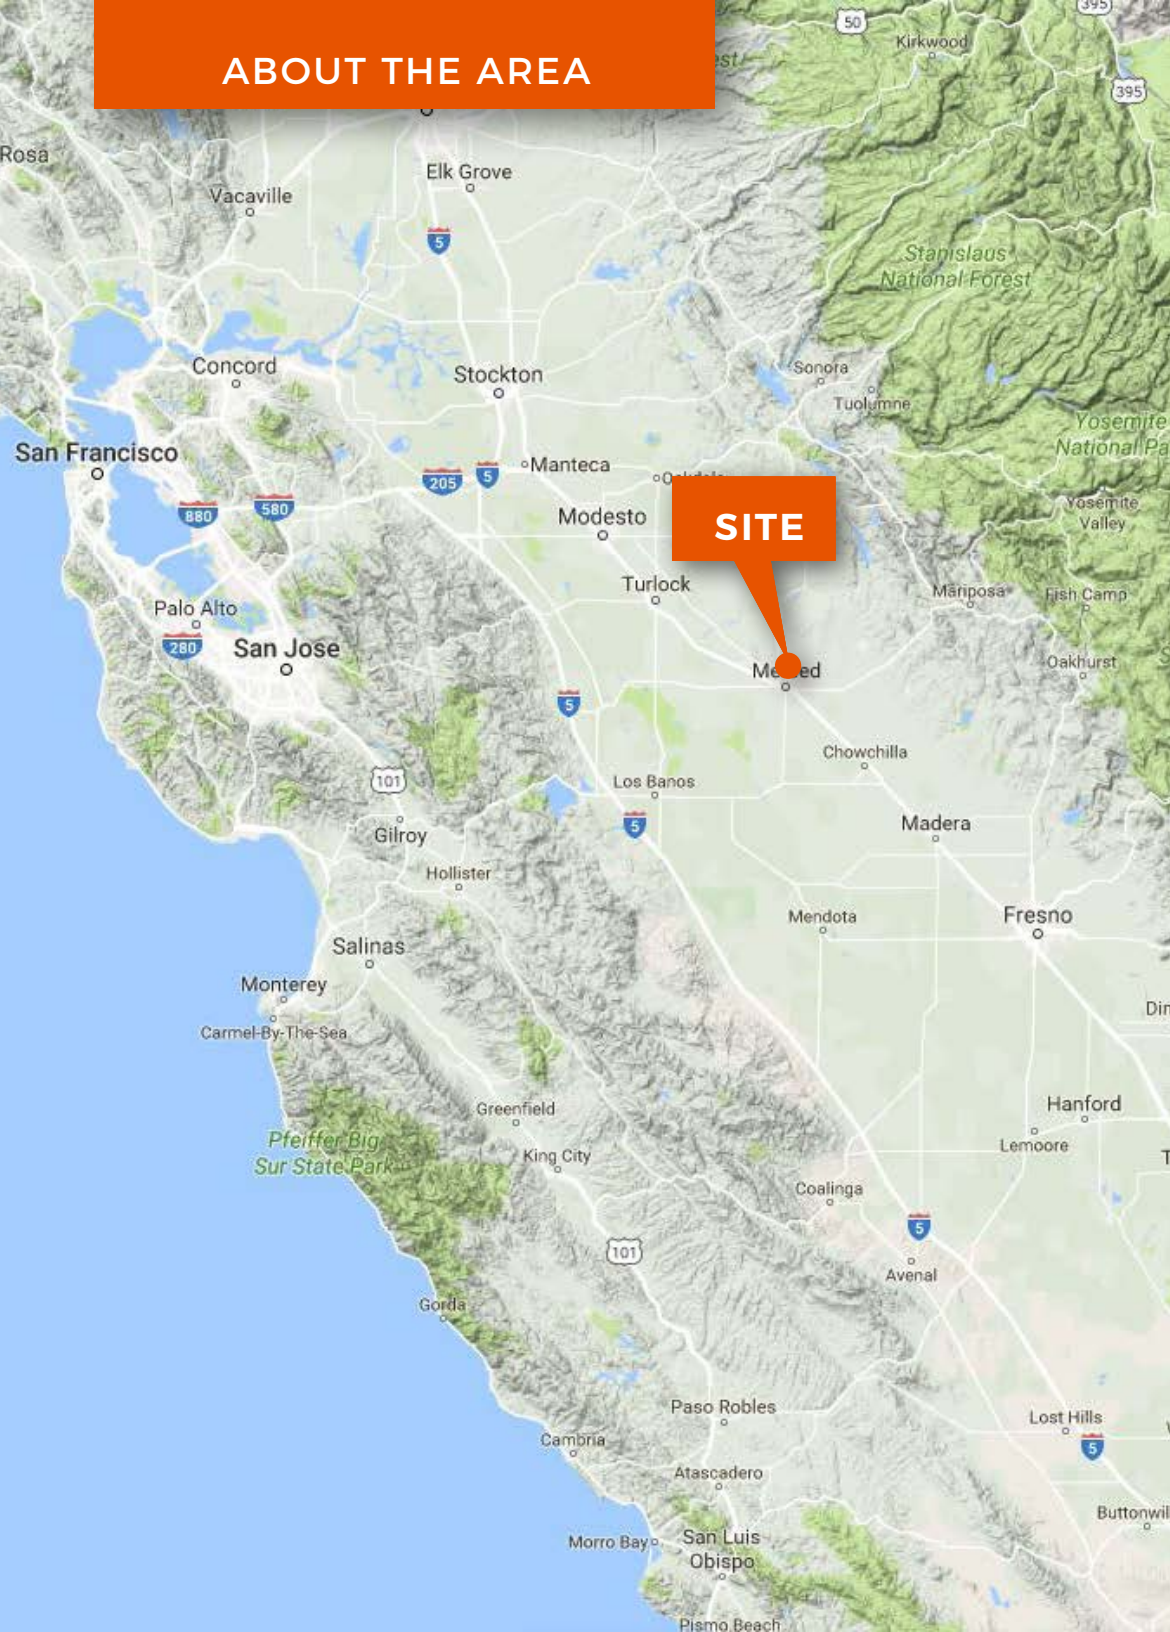 ABOUT THE AREA
395
50
Kirkwood
395
Rosa
Elk Grove
Vacaville
5
Stanislaus
National Forest
Concord
Stockton
Sonora
Tuolumne
Yosemite
National Pa
San Francisco
Manteca
205
5
880
580
Modesto
SITE
Yosemite
Valley
Turlock
Mariposa
Fish Camp
Palo Alto
280
San Jose
Oakhurst
5
Chowchilla
101
Los Banos
5
Madera
Gilroy
Hollister
Mendota
Fresno
Salinas
Monterey
Carmel-By-The-Sea
Hanford
Greenfield
Lemoore
Pfeiffer Big
Sur State Park
King City
Coalinga
5
101
Avenal
Gorda
Paso Robles
Lost Hills
5
Cambria
Atascadero
Buttonwil
Morro Bay
San Luis
Obispo
Pismo Beach